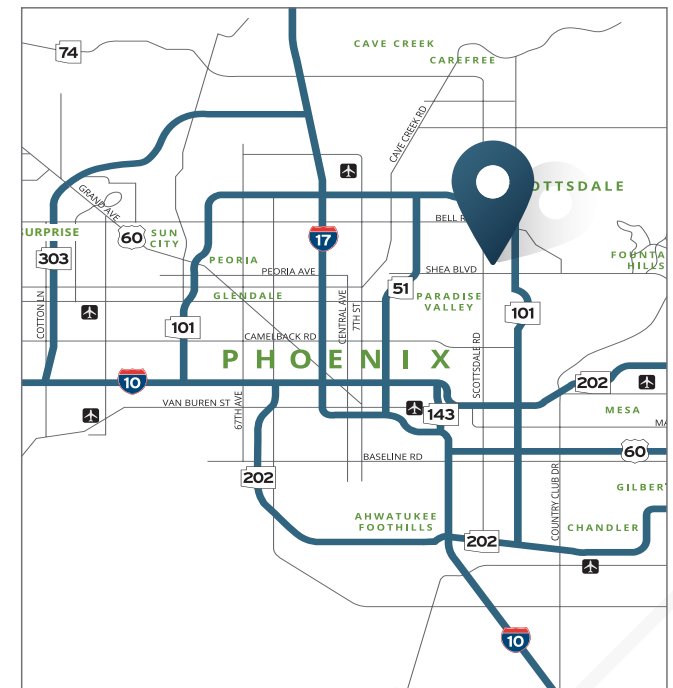 CAVE CREEK
74
CAREFREE
CAVE CREEK RD
OTTSDALE
GRAND AVE
BELL R
SURPRISE
60
SUN
CITY
17
303
PEORIA
FOUNTA
HILLS
PEORIA AVE
SHEA BLVD
51
GLENDALE
PARADISE
VALLEY
COTTON LN
CENTRAL AVE
7TH ST
101
101
CAMELBACK RD
SCOTTSDALE RD
PHOENIX
10
202
VAN BUREN ST
67TH AVE
143
MESA
MA
BASELINE RD
60
202
COUNTRY CLUB DR
GILBER
AHWATUKEE
FOOTHILLS
CHANDLER
202
10